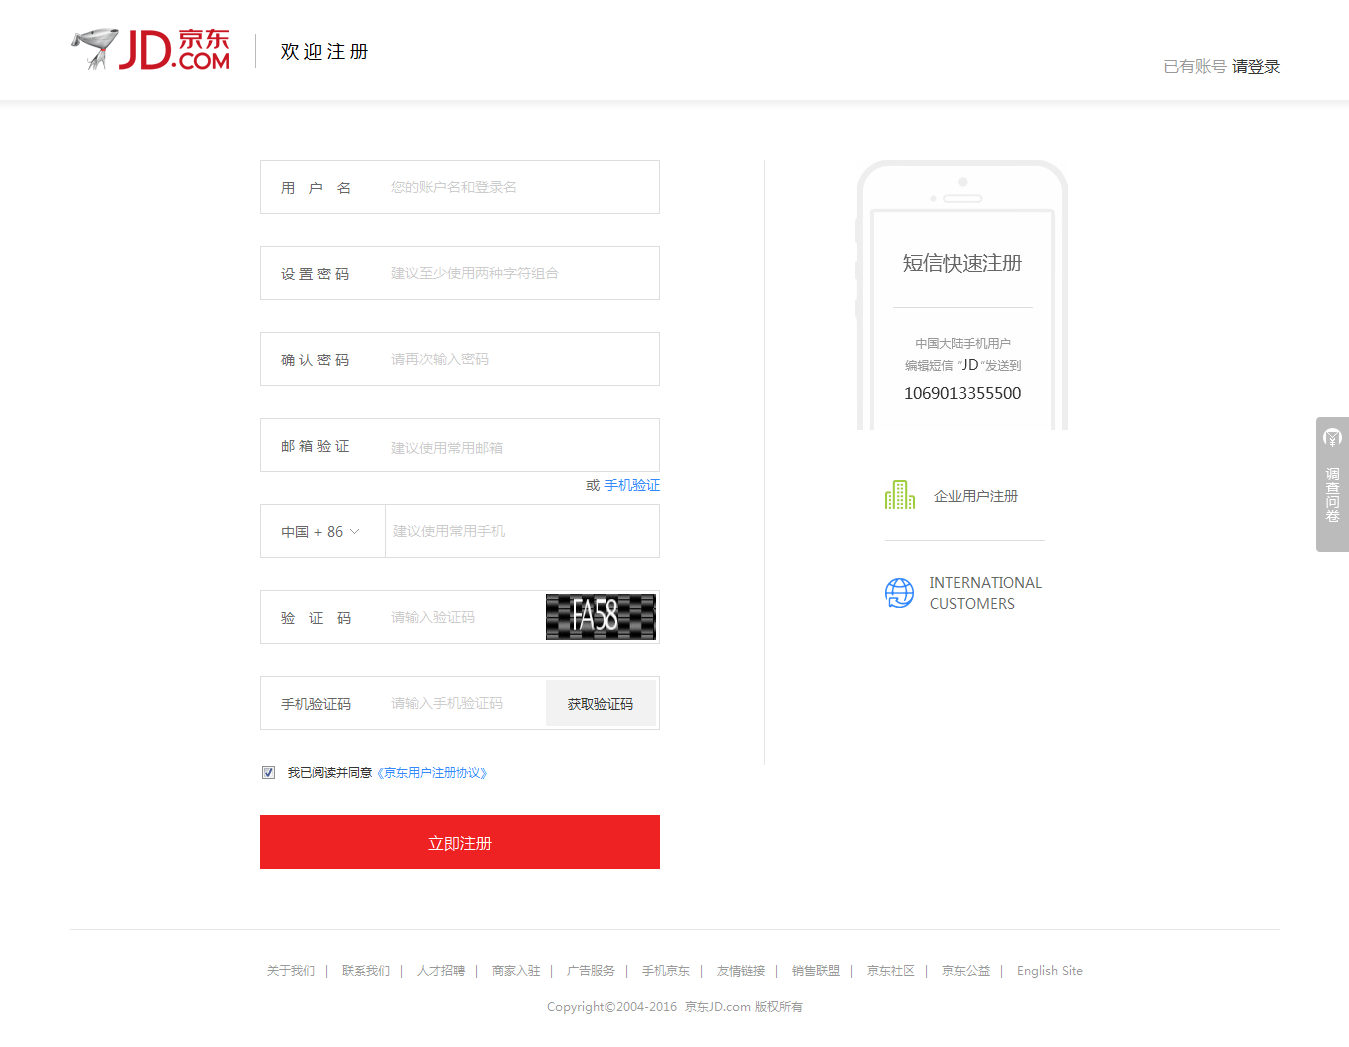 JD.COM 京东
欢迎注册
已有账号 请登录
用 户 名 您的账户名和登录名
设 置 密 码 建议至少使用两种字符组合
确 认 密 码 请再次输入密码
邮 箱 验 证 建议使用常用邮箱
或 手机验证
中国 + 86 建议使用常用手机
验 证 码 请输入验证码 FA58
手机验证码 请输入手机验证码 获取验证码
我已阅读并同意《京东用户注册协议》
立即注册
短信快速注册
中国大陆手机用户
编辑短信 “JD”发送到
1069013355500
企业用户注册
INTERNATIONAL
CUSTOMERS
调查问卷
关于我们 | 联系我们 | 人才招聘 | 商家入驻 | 广告服务 | 手机京东 | 友情链接 | 销售联盟 | 京东社区 | 京东公益 | English Site
Copyright©2004-2016 京东JD.com 版权所有